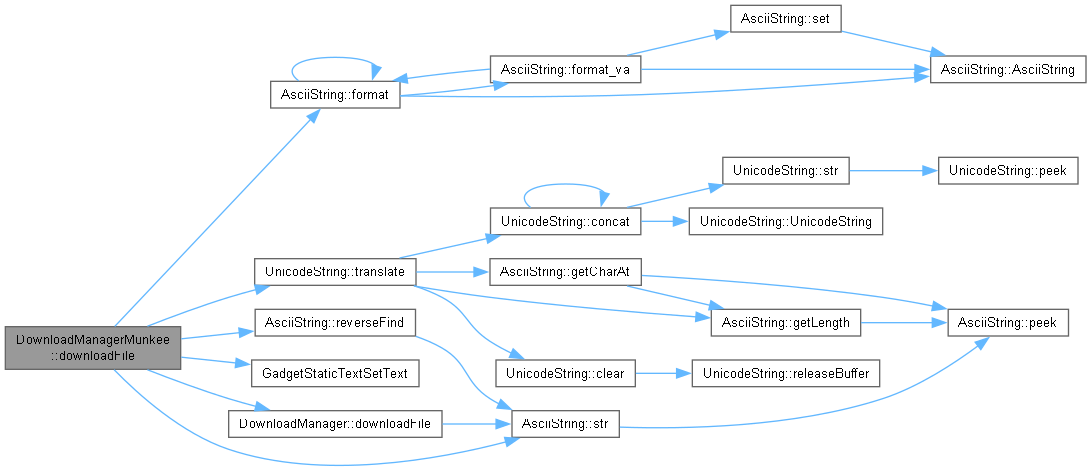 AsciiString::set
AsciiString::format_va
AsciiString::AsciiString
AsciiString::format
UnicodeString::str
UnicodeString::peek
UnicodeString::concat
UnicodeString::UnicodeString
UnicodeString::translate
AsciiString::getCharAt
AsciiString::reverseFind
AsciiString::getLength
AsciiString::peek
DownloadManagerMunkee
::downloadFile
GadgetStaticTextSetText
UnicodeString::clear
UnicodeString::releaseBuffer
DownloadManager::downloadFile
AsciiString::str